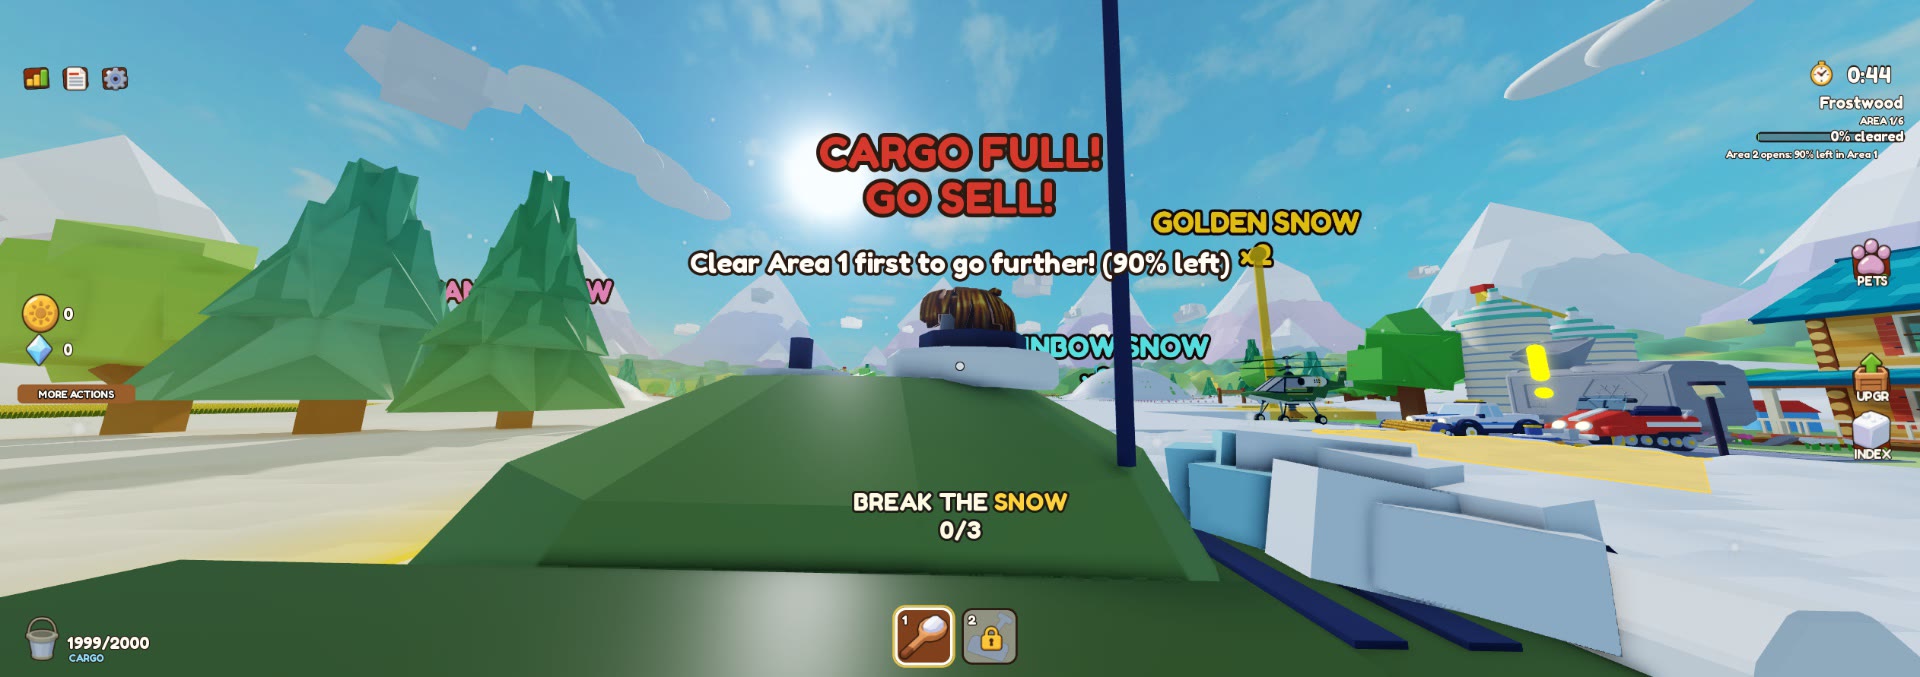 0:44
Frostwood
AREA 1/6
0% cleared
Area 2 opens: 90% left in Area 1
CARGO FULL!
GO SELL!
GOLDEN SNOW
x2
Clear Area 1 first to go further! (90% left)
SNOW
PETS
0
0
MORE ACTIONS
UPGR
INDEX
BREAK THE SNOW
0/3
1
2
1999/2000
CARGO